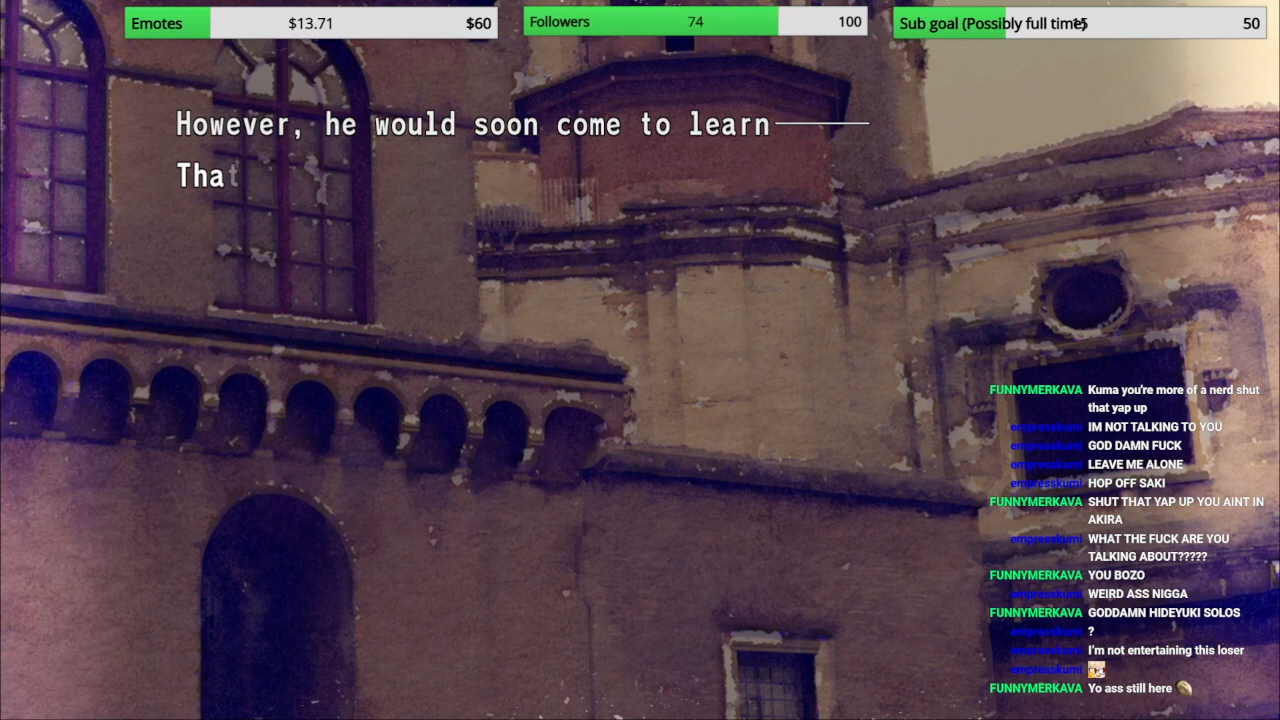 Emotes $13.71 $60
Followers 74 100
Sub goal (Possibly full time) 15 50
However, he would soon come to learn——
That
FUNNYMERKAVA Kuma you're more of a nerd shut
that yap up
empresskumi IM NOT TALKING TO YOU
empresskumi GOD DAMN FUCK
empresskumi LEAVE ME ALONE
empresskumi HOP OFF SAKI
FUNNYMERKAVA SHUT THAT YAP UP YOU AINT IN
AKIRA
empresskumi WHAT THE FUCK ARE YOU
TALKING ABOUT?????
FUNNYMERKAVA YOU BOZO
empresskumi WEIRD ASS NIGGA
FUNNYMERKAVA GODDAMN HIDEYUKI SOLOS
empresskumi ?
empresskumi I'm not entertaining this loser
empresskumi
FUNNYMERKAVA Yo ass still here